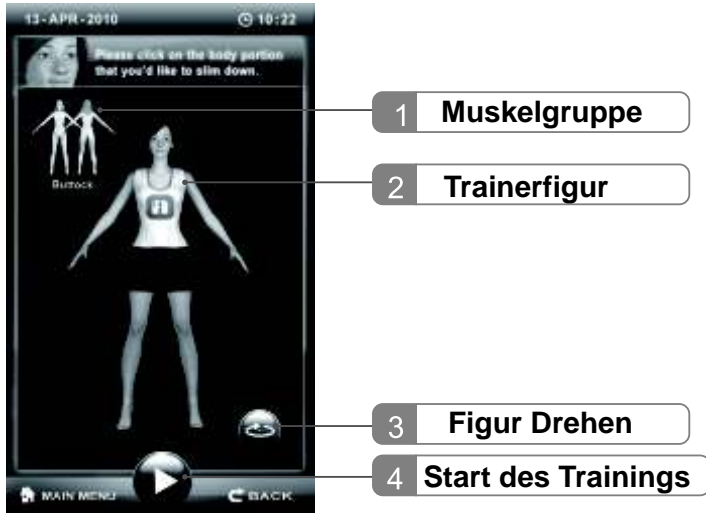 13-APR-2010 10:22
Please click on the body portion
that you'd like to slim down.
Buttock
1 Muskelgruppe
2 Trainerfigur
3 Figur Drehen
4 Start des Trainings
MAIN MENU BACK